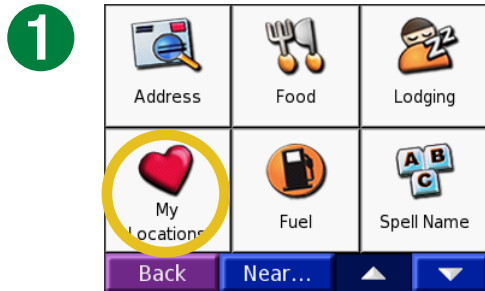 1
Address
Food
Lodging
My
Locations
Fuel
A B
C
Spell Name
Back
Near...